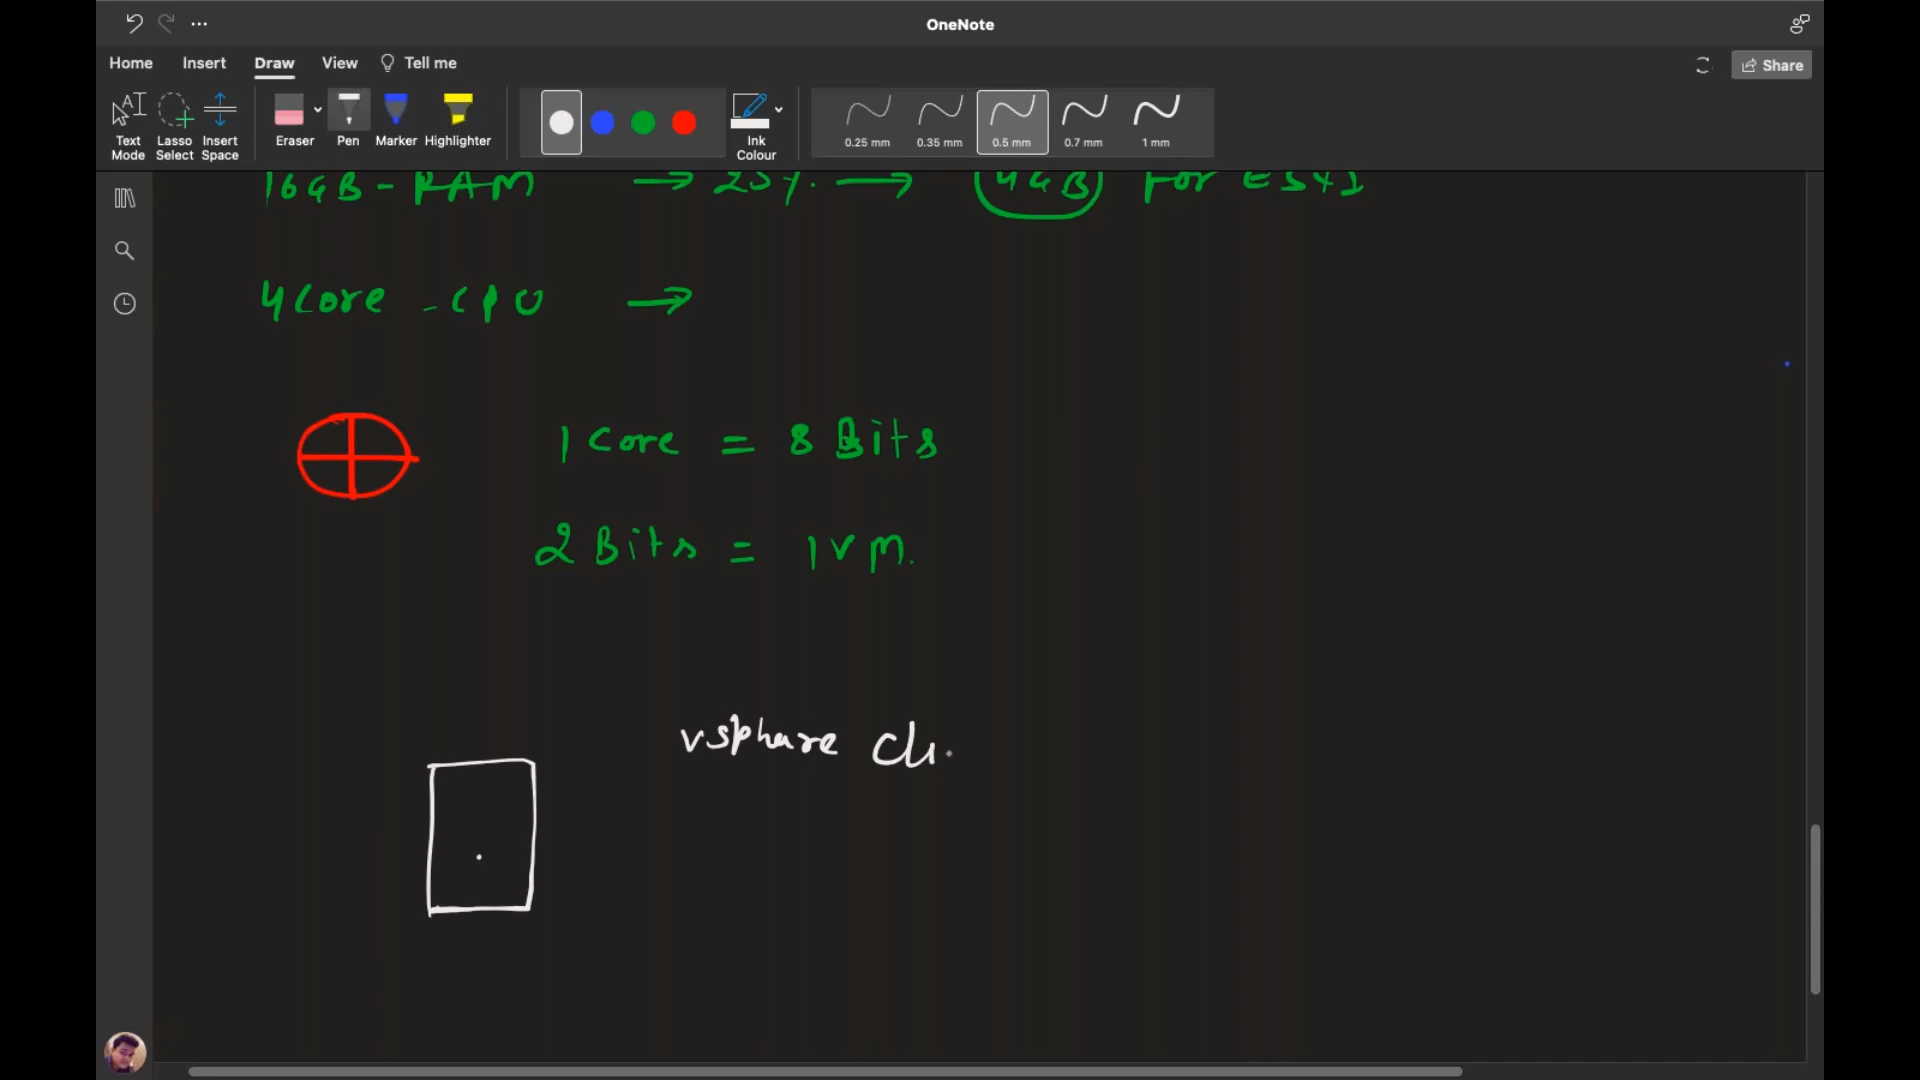 OneNote
Home Insert Draw View Tell me
Share
Text Mode
Lasso Select
Insert Space
Eraser
Pen
Marker
Highlighter
Ink Colour
0.25 mm
0.35 mm
0.5 mm
0.7 mm
1 mm
16GB - RAM → 25%. → 4GB for ESXI
4 Core - CPU →
1 Core = 8 Bits
2 Bits = 1 VM.
vsphare Cli